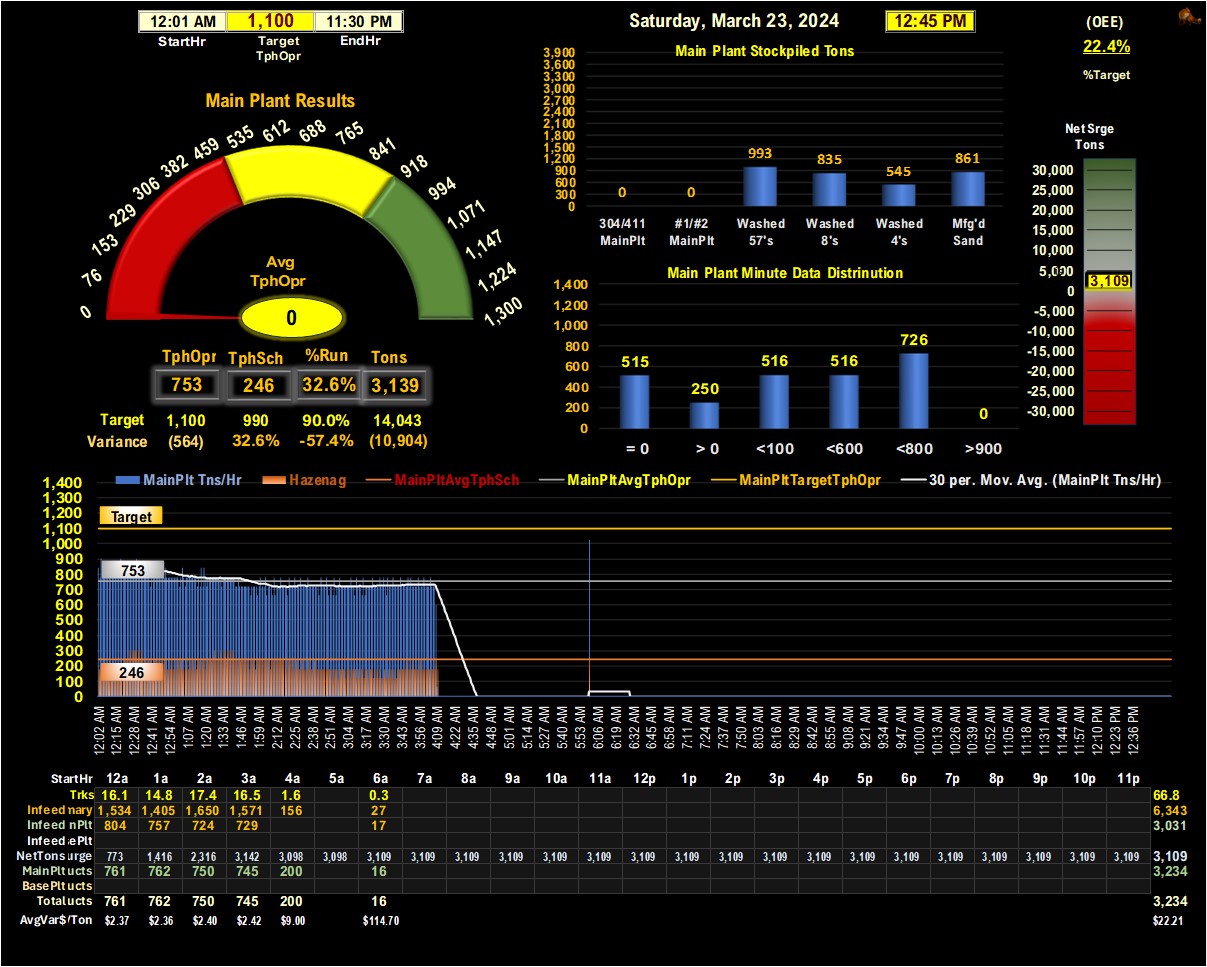 12:01 AM 1,100 11:30 PM
StartHr Target TphOpr EndHr
Saturday, March 23, 2024 12:45 PM
(OEE)
22.4%
%Target
Main Plant Results
0 76 153 229 306 382 459 535 612 688 765 841 918 994 1,071 1,147 1,224 1,300
Avg
TphOpr
0
TphOpr TphSch %Run Tons
753 246 32.6% 3,139
Target 1,100 990 90.0% 14,043
Variance (564) 32.6% -57.4% (10,904)
Main Plant Stockpiled Tons
3,900
3,600
3,300
3,000
2,700
2,400
2,100
1,800
1,500
1,200
900
600
300
0
0 0 993 835 545 861
304/411 #1/#2 Washed Washed Washed Mfg'd
MainPlt MainPlt 57's 8's 4's Sand
Main Plant Minute Data Distrinution
1,400
1,200
1,000
800
600
400
200
0
515 250 516 516 726 0
= 0 > 0 <100 <600 <800 >900
Net Srge
Tons
30,000
25,000
20,000
15,000
10,000
5,000
0
-5,000
-10,000
-15,000
-20,000
-25,000
-30,000
3,109
MainPlt Tns/Hr Hazenag MainPltAvgTphSch MainPltAvgTphOpr MainPltTargetTphOpr 30 per. Mov. Avg. (MainPlt Tns/Hr)
1,400
1,300
1,200
1,100
1,000
900
800
700
600
500
400
300
200
100
0
Target
753
246
12:02 AM 12:15 AM 12:28 AM 12:41 AM 12:54 AM 1:07 AM 1:20 AM 1:33 AM 1:46 AM 1:59 AM 2:12 AM 2:25 AM 2:38 AM 2:51 AM 3:04 AM 3:17 AM 3:30 AM 3:43 AM 3:56 AM 4:09 AM 4:22 AM 4:35 AM 4:48 AM 5:01 AM 5:14 AM 5:27 AM 5:40 AM 5:53 AM 6:06 AM 6:19 AM 6:32 AM 6:45 AM 6:58 AM 7:11 AM 7:24 AM 7:37 AM 7:50 AM 8:03 AM 8:16 AM 8:29 AM 8:42 AM 8:55 AM 9:08 AM 9:21 AM 9:34 AM 9:47 AM 10:00 AM 10:13 AM 10:26 AM 10:39 AM 10:52 AM 11:05 AM 11:18 AM 11:31 AM 11:44 AM 11:57 AM 12:10 PM 12:23 PM 12:36 PM
StartHr 12a 1a 2a 3a 4a 5a 6a 7a 8a 9a 10a 11a 12p 1p 2p 3p 4p 5p 6p 7p 8p 9p 10p 11p
Trks 16.1 14.8 17.4 16.5 1.6 0.3 66.8
Infeed nary 1,534 1,405 1,650 1,571 156 27 6,343
Infeed nPlt 804 757 724 729 17 3,031
Infeed ePlt
NetTons urge 773 1,416 2,316 3,142 3,098 3,098 3,109 3,109 3,109 3,109 3,109 3,109 3,109 3,109 3,109 3,109 3,109 3,109 3,109 3,109 3,109 3,109 3,109 3,109 3,109
MainPlt ucts 761 762 750 745 200 16 3,234
BasePlt ucts
Total ucts 761 762 750 745 200 16 3,234
AvgVar$/Ton $2.37 $2.36 $2.40 $2.42 $9.00 $114.70 $22.21